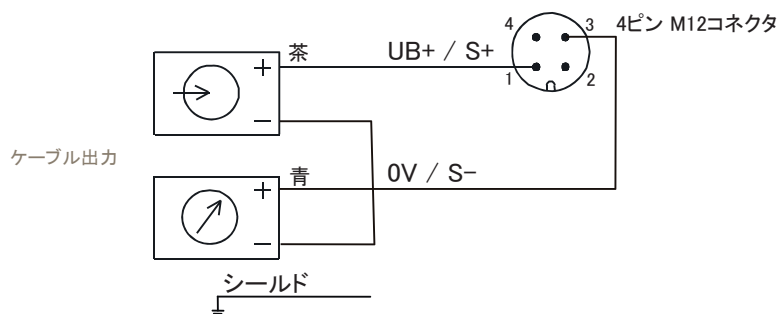 4 3 4ピン M12コネクタ
茶 UB+ / S+
+
1 2
−
ケーブル出力
青 0V / S-
+
−
シールド